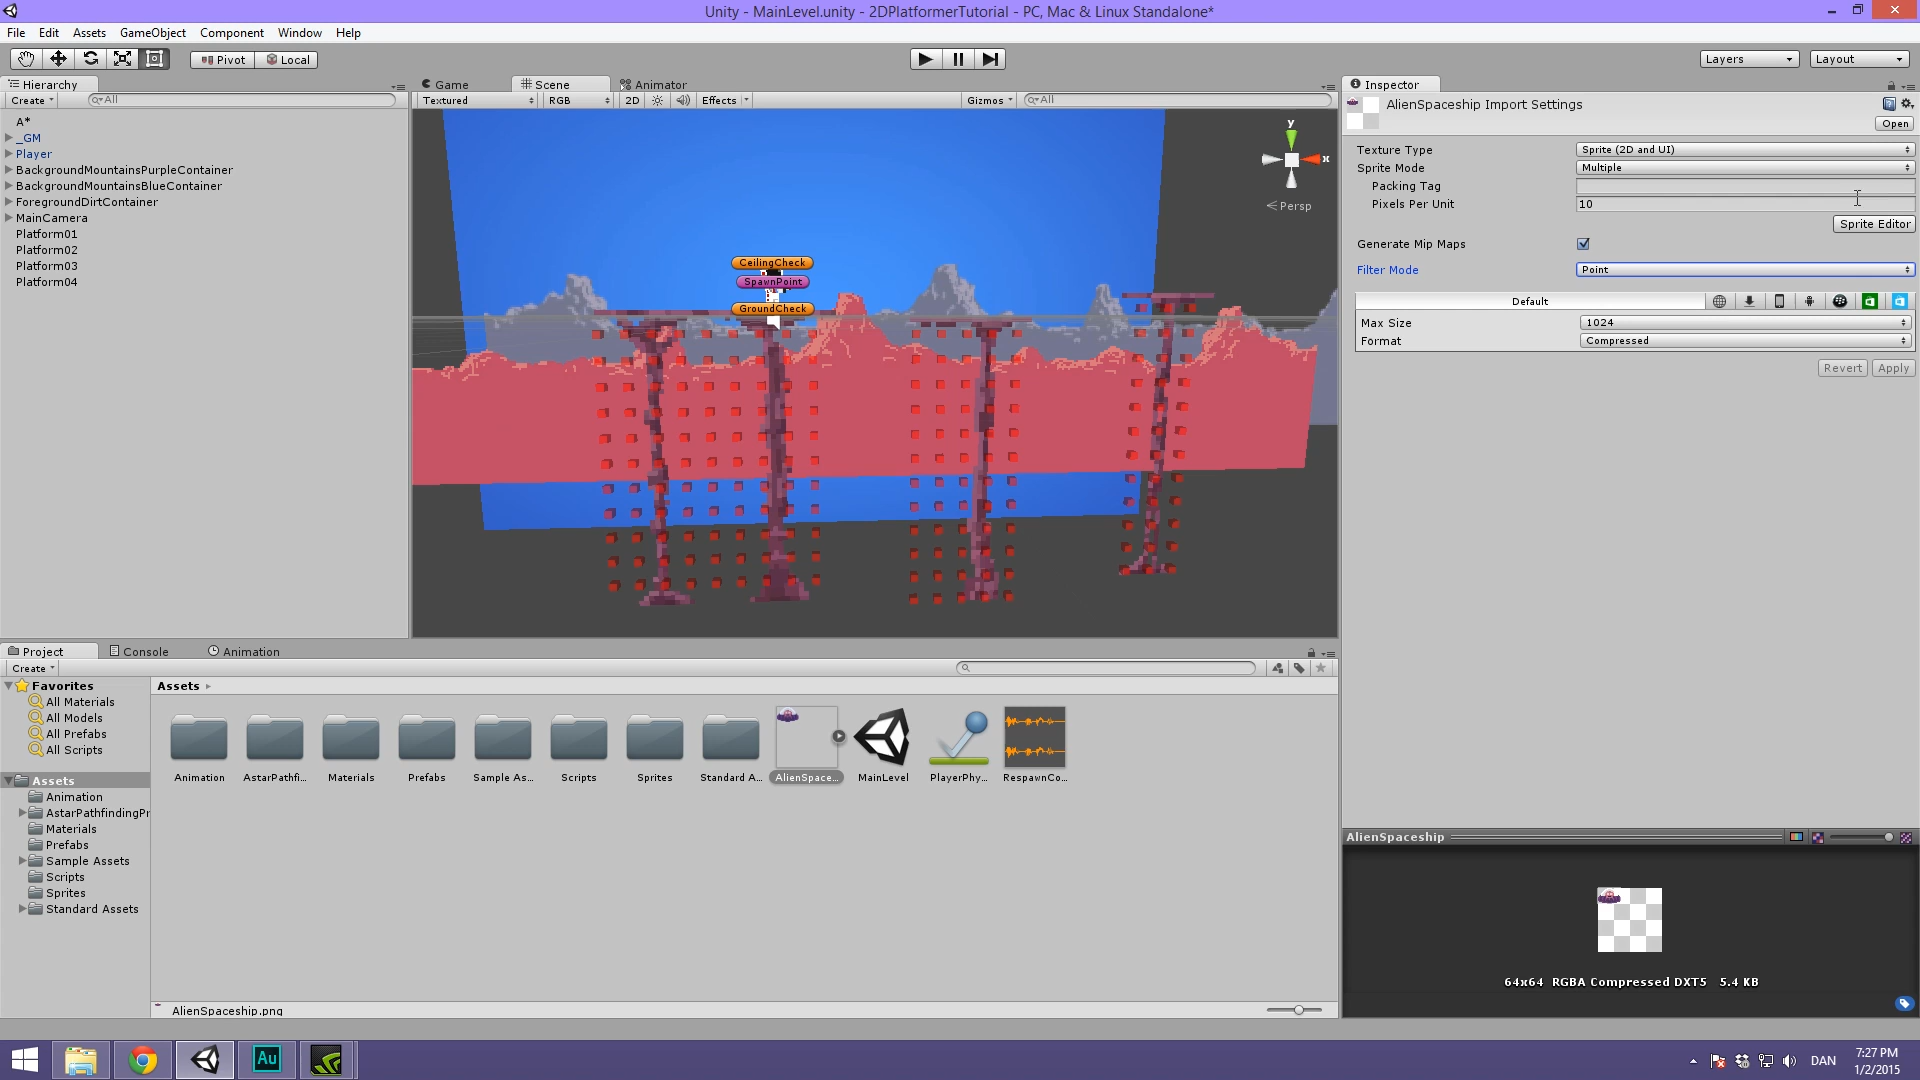 Unity - MainLevel.unity - 2DPlatformerTutorial - PC, Mac & Linux Standalone*
File Edit Assets GameObject Component Window Help
Pivot Local
Layers Layout
Hierarchy
Create All
A*
_GM
Player
BackgroundMountainsPurpleContainer
BackgroundMountainsBlueContainer
ForegroundDirtContainer
MainCamera
Platform01
Platform02
Platform03
Platform04
Game Scene Animator
Textured RGB 2D Effects Gizmos All
y
x
Persp
CeilingCheck
SpawnPoint
GroundCheck
Inspector
AlienSpaceship Import Settings
Open
Texture Type Sprite (2D and UI)
Sprite Mode Multiple
Packing Tag
Pixels Per Unit 10
Sprite Editor
Generate Mip Maps
Filter Mode Point
Default
Max Size 1024
Format Compressed
Revert Apply
Project Console Animation
Create
Favorites
All Materials
All Models
All Prefabs
All Scripts
Assets
Animation
AstarPathfindingPr
Materials
Prefabs
Sample Assets
Scripts
Sprites
Standard Assets
Assets
Animation AstarPathfi... Materials Prefabs Sample As... Scripts Sprites Standard A... AlienSpace... MainLevel PlayerPhy... RespawnCo...
AlienSpaceship.png
AlienSpaceship
64x64 RGBA Compressed DXT5 5.4 KB
Au
DAN
7:27 PM
1/2/2015